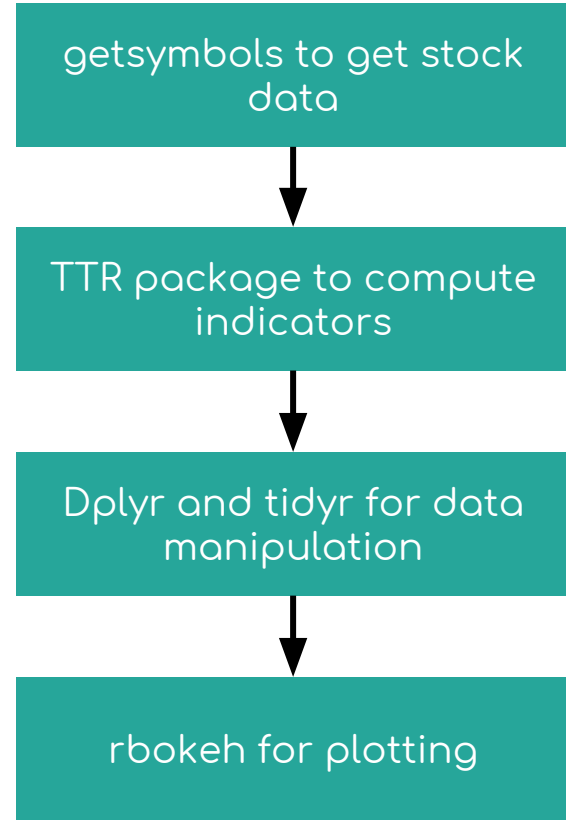 getsymbols to get stock
data
TTR package to compute
indicators
Dplyr and tidyr for data
manipulation
rbokeh for plotting